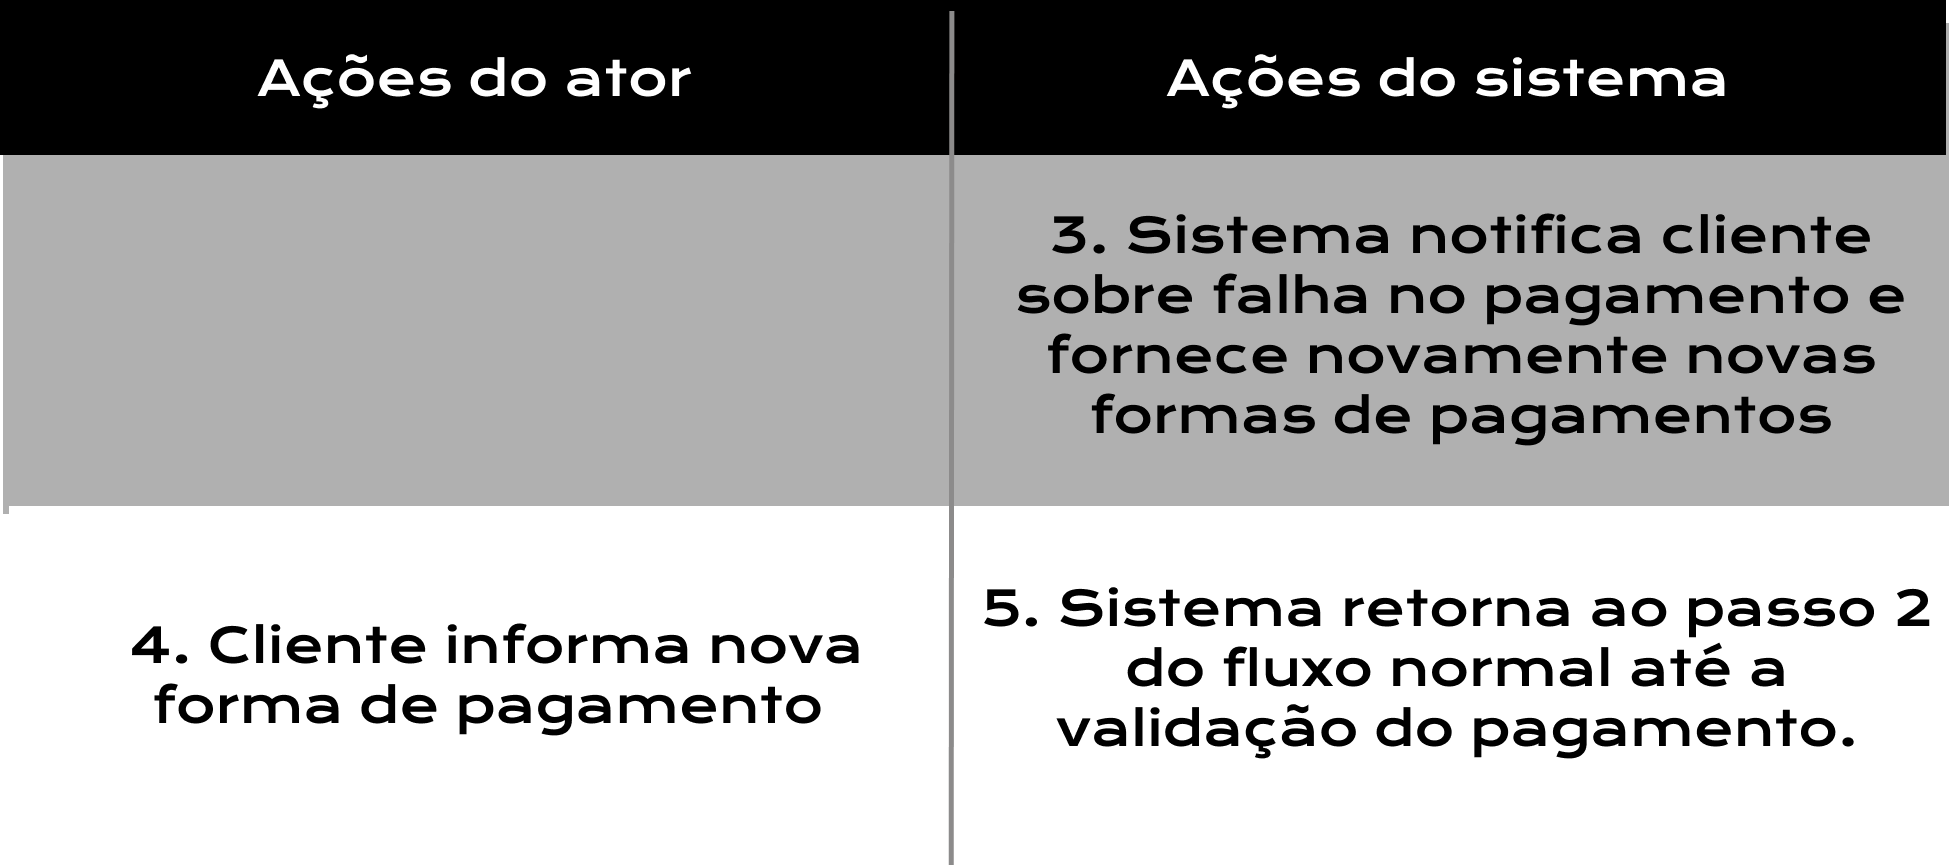 Ações do ator
Ações do sistema
3. Sistema notifica cliente
sobre falha no pagamento e
fornece novamente novas
formas de pagamentos
4. Cliente informa nova
forma de pagamento
5. Sistema retorna ao passo 2
do fluxo normal até a
validação do pagamento.